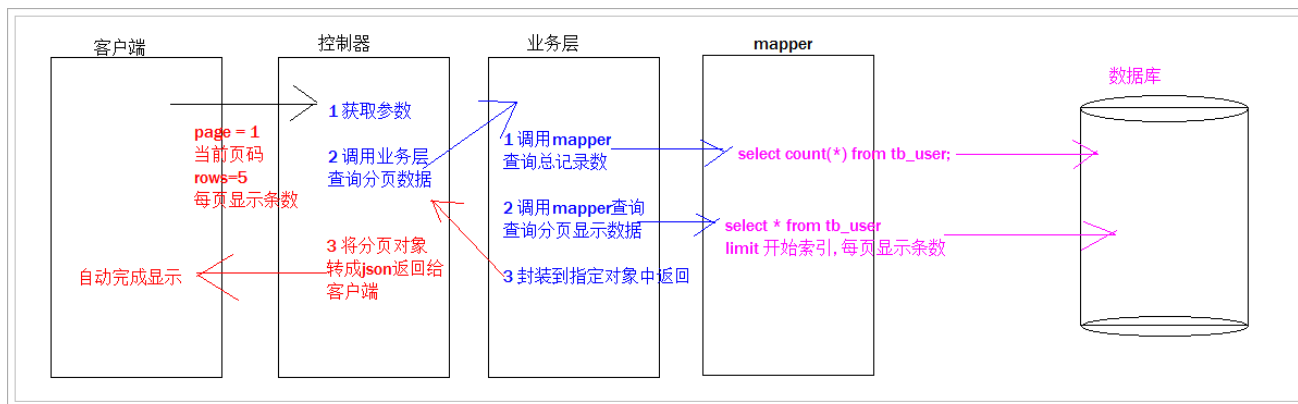 客户端
控制器
业务层
mapper
数据库
page = 1
当前页码
rows=5
每页显示条数
自动完成显示
1 获取参数
2 调用业务层
查询分页数据
3 将分页对象
转成json返回给
客户端
1 调用mapper
查询总记录数
2 调用mapper查询
查询分页显示数据
3 封装到指定对象中返回
select count(*) from tb_user;
select * from tb_user
limit 开始索引, 每页显示条数